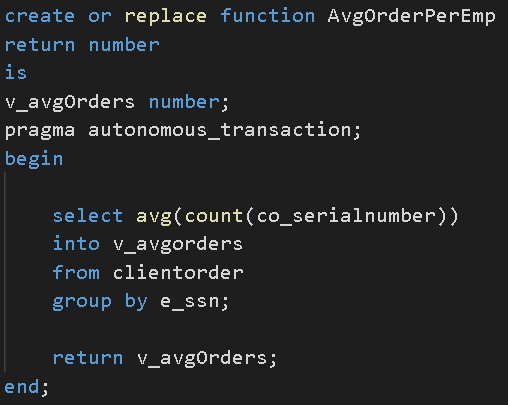 create or replace function AvgOrderPerEmp
return number
is
v_avgOrders number;
pragma autonomous_transaction;
begin
select avg(count(co_serialnumber))
into v_avgorders
from clientorder
group by e_ssn;
return v_avgOrders;
end;